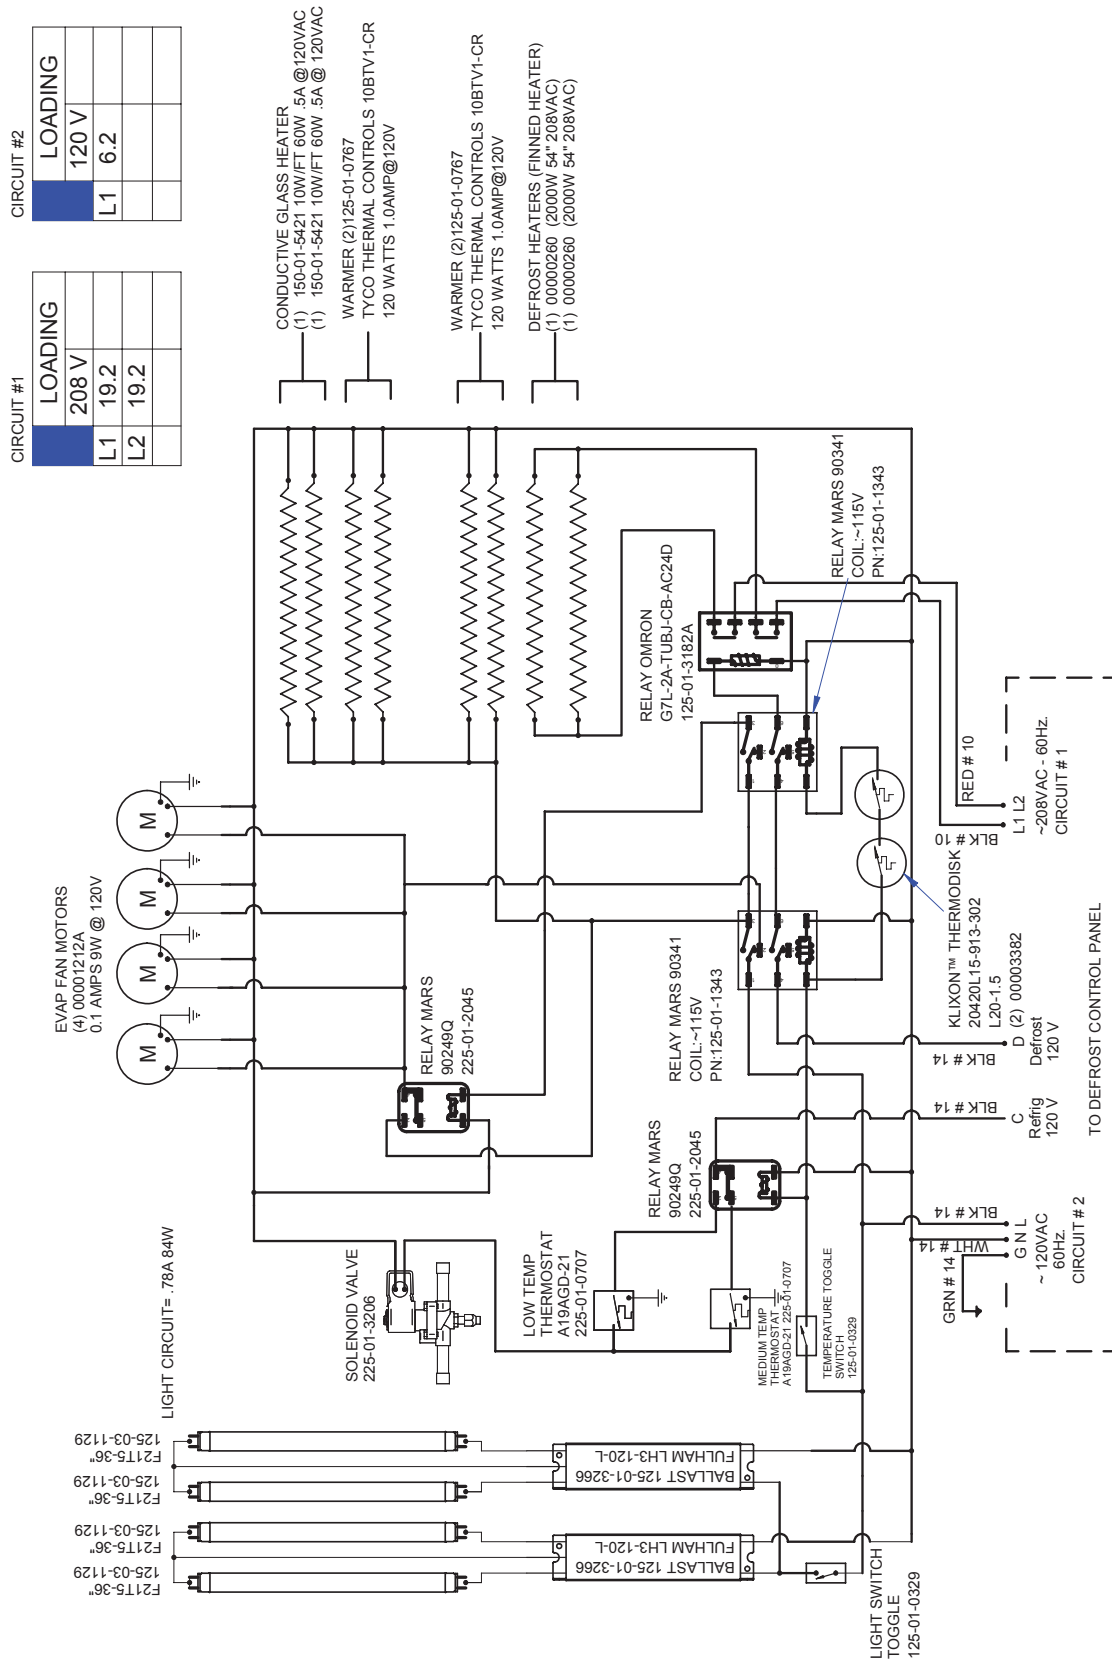 CIRCUIT #1
LOADING
208 V
L1 19.2
L2 19.2
CIRCUIT #2
LOADING
120 V
L1 6.2
CONDUCTIVE GLASS HEATER
(1) 150-01-5421 10W/FT 60W .5A @120VAC
(1) 150-01-5421 10W/FT 60W .5A @ 120VAC
WARMER (2)125-01-0767
TYCO THERMAL CONTROLS 10BTV1-CR
120 WATTS 1.0AMP@120V
WARMER (2)125-01-0767
TYCO THERMAL CONTROLS 10BTV1-CR
120 WATTS 1.0AMP@120V
DEFROST HEATERS (FINNED HEATER)
(1) 00000260 (2000W 54" 208VAC)
(1) 00000260 (2000W 54" 208VAC)
EVAP FAN MOTORS
(4) 00001212A
0.1 AMPS 9W @ 120V
M
M
M
M
RELAY MARS
90249Q
225-01-2045
RELAY OMRON
G7L-2A-TUBJ-CB-AC24D
125-01-3182A
RELAY MARS 90341
COIL:~115V
PN:125-01-1343
RELAY MARS 90341
COIL:~115V
PN:125-01-1343
KLIXON™ THERMODISK
20420L15-913-302
L20-1.5
(2) 00003382
RELAY MARS
90249Q
225-01-2045
LIGHT CIRCUIT= .78A 84W
SOLENOID VALVE
225-01-3206
LOW TEMP
THERMOSTAT
A19AGD-21
225-01-0707
MEDIUM TEMP
THERMOSTAT
A19AGD-21 225-01-0707
TEMPERATURE TOGGLE
SWITCH
125-01-0329
F21T5-36"
125-03-1129
F21T5-36"
125-03-1129
F21T5-36"
125-03-1129
F21T5-36"
125-03-1129
BALLAST 125-01-3266
FULHAM LH3-120-L
BALLAST 125-01-3266
FULHAM LH3-120-L
LIGHT SWITCH
TOGGLE
125-01-0329
GRN # 14
WHT # 14
BLK # 14
G N L
~ 120VAC
60Hz.
CIRCUIT # 2
BLK # 14
C
Refrig
120 V
BLK # 14
D
Defrost
120 V
BLK # 10
RED # 10
L1 L2
~208VAC - 60Hz.
CIRCUIT # 1
TO DEFROST CONTROL PANEL